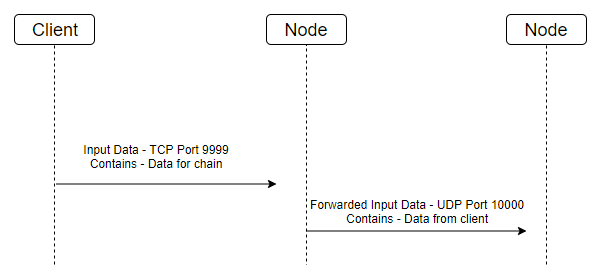 Client
Node
Node
Input Data - TCP Port 9999
Contains - Data for chain
Forwarded Input Data - UDP Port 10000
Contains - Data from client